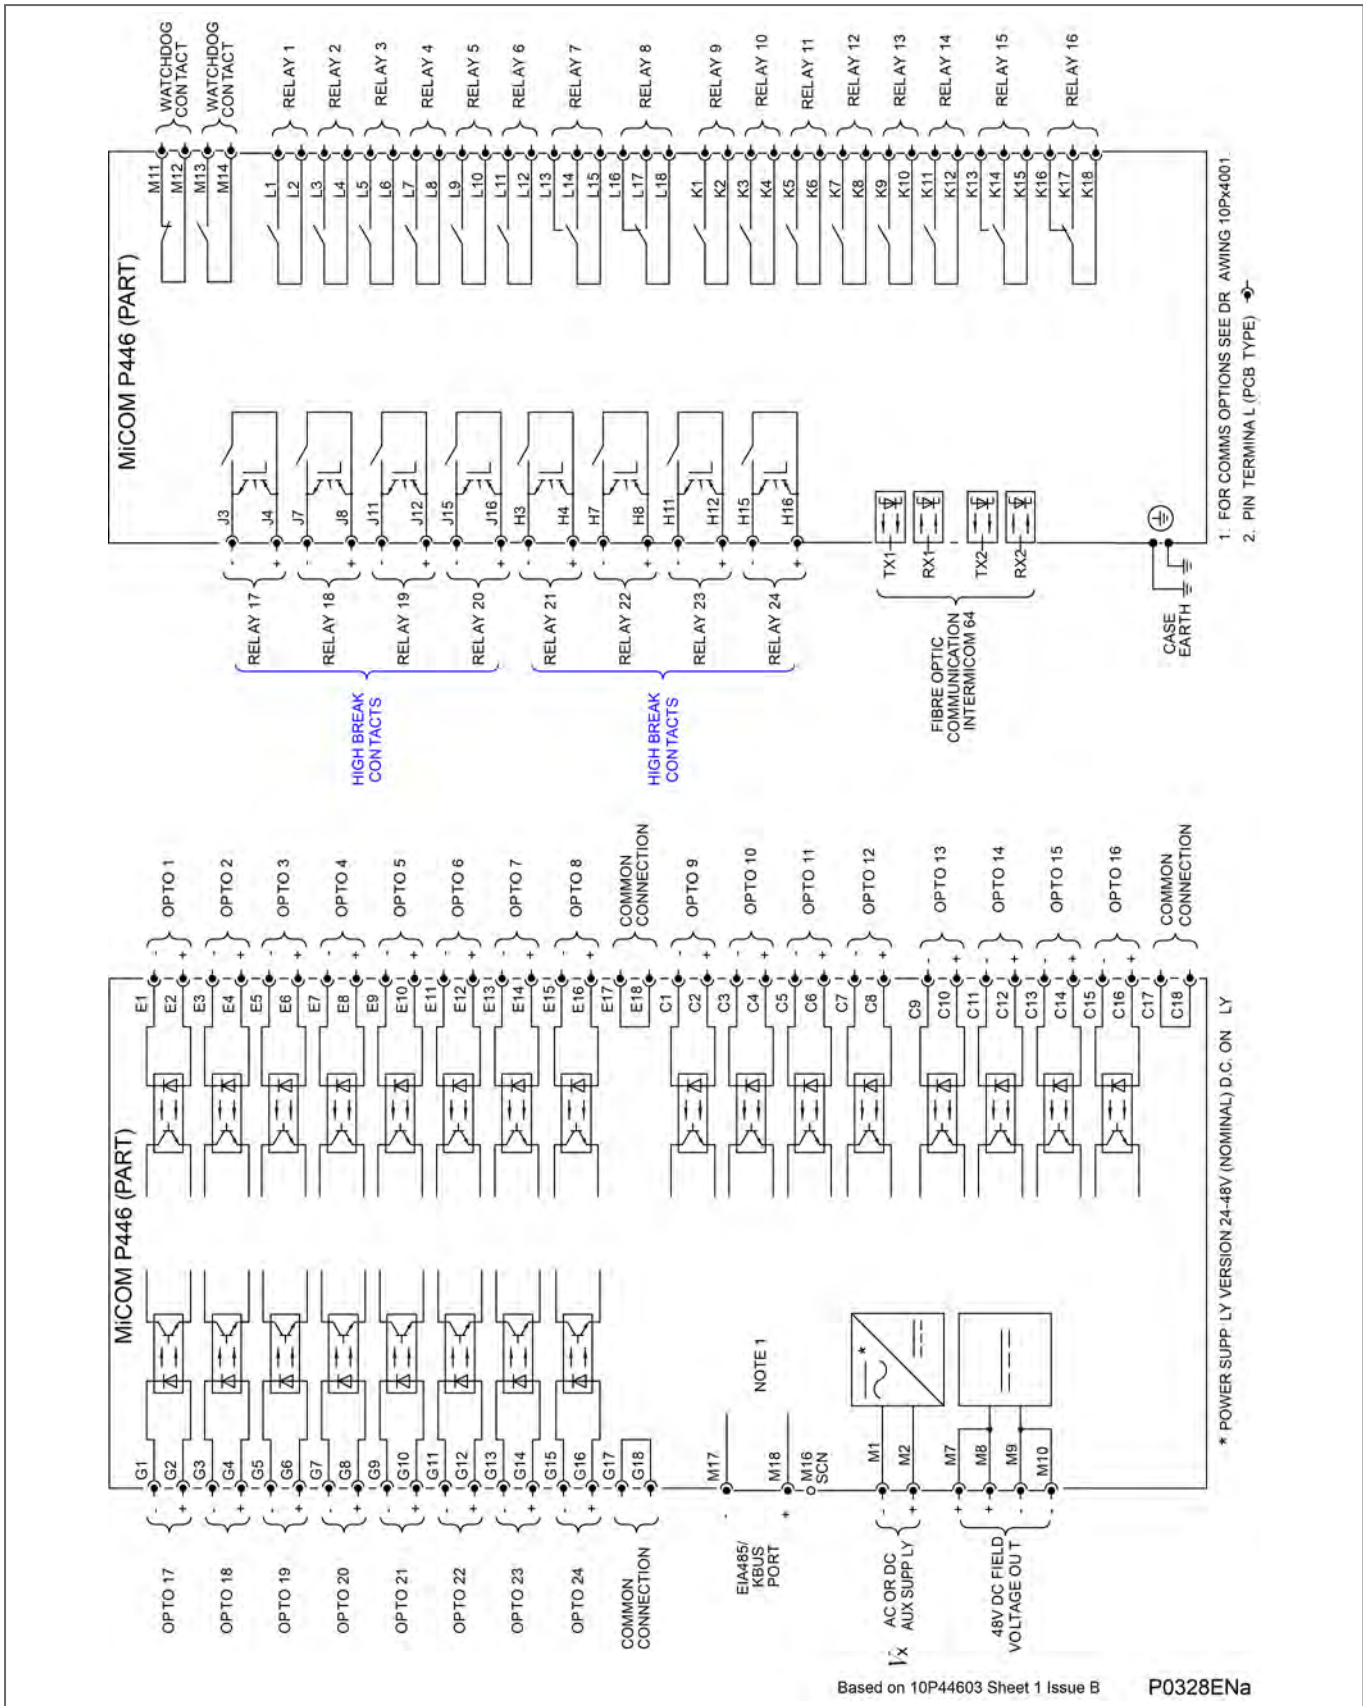 MiCOM P446 (PART)
M11
M12
M13
M14
WATCHDOG
CONTACT
WATCHDOG
CONTACT
L1
L2
L3
L4
L5
L6
L7
L8
L9
L10
L11
L12
L13
L14
L15
L16
L17
L18
RELAY 1
RELAY 2
RELAY 3
RELAY 4
RELAY 5
RELAY 6
RELAY 7
RELAY 8
K1
K2
K3
K4
K5
K6
K7
K8
K9
K10
K11
K12
K13
K14
K15
K16
K17
K18
RELAY 9
RELAY 10
RELAY 11
RELAY 12
RELAY 13
RELAY 14
RELAY 15
RELAY 16
J3
J4
J7
J8
J11
J12
J15
J16
H3
H4
H7
H8
H11
H12
H15
H16
- +
- +
- +
- +
- +
- +
- +
- +
RELAY 17
RELAY 18
RELAY 19
RELAY 20
RELAY 21
RELAY 22
RELAY 23
RELAY 24
HIGH BREAK
CONTACTS
HIGH BREAK
CONTACTS
TX1
RX1
TX2
RX2
FIBRE OPTIC
COMMUNICATION
INTERMICOM 64
CASE
EARTH
1. FOR COMMS OPTIONS SEE DR AWING 10Px4001.
2. PIN TERMINA L (PCB TYPE)
MiCOM P446 (PART)
E1
E2
E3
E4
E5
E6
E7
E8
E9
E10
E11
E12
E13
E14
E15
E16
E17
E18
- +
- +
- +
- +
- +
- +
- +
- +
OPTO 1
OPTO 2
OPTO 3
OPTO 4
OPTO 5
OPTO 6
OPTO 7
OPTO 8
COMMON
CONNECTION
C1
C2
C3
C4
C5
C6
C7
C8
C9
C10
C11
C12
C13
C14
C15
C16
C17
C18
- +
- +
- +
- +
- +
- +
- +
- +
OPTO 9
OPTO 10
OPTO 11
OPTO 12
OPTO 13
OPTO 14
OPTO 15
OPTO 16
COMMON
CONNECTION
G1
G2
G3
G4
G5
G6
G7
G8
G9
G10
G11
G12
G13
G14
G15
G16
G17
G18
- +
- +
- +
- +
- +
- +
- +
- +
OPTO 17
OPTO 18
OPTO 19
OPTO 20
OPTO 21
OPTO 22
OPTO 23
OPTO 24
COMMON
CONNECTION
M17
M18
M16
SCN
NOTE 1
- +
EIA485/
KBUS
PORT
*
M1
M2
M7
M8
M9
M10
- +
+ + - -
Vx
AC OR DC
AUX SUPP LY
48V DC FIELD
VOLTAGE OU T
* POWER SUPP LY VERSION 24-48V (NOMINAL) D.C. ON LY
Based on 10P44603 Sheet 1 Issue B
P0328ENa